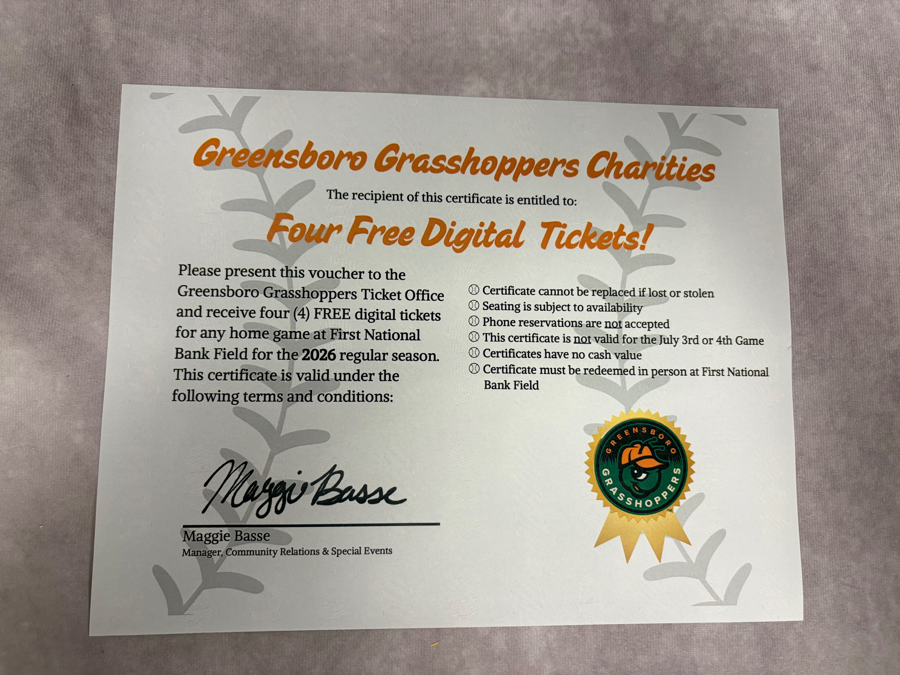 Greensboro Grasshoppers Charities
The recipient of this certificate is entitled to:
Four Free Digital Tickets!
Please present this voucher to the
Greensboro Grasshoppers Ticket Office
and receive four (4) FREE digital tickets
for any home game at First National
Bank Field for the 2026 regular season.
This certificate is valid under the
following terms and conditions:
Certificate cannot be replaced if lost or stolen
Seating is subject to availability
Phone reservations are not accepted
This certificate is not valid for the July 3rd or 4th Game
Certificates have no cash value
Certificate must be redeemed in person at First National
Bank Field
Maggie Basse
Maggie Basse
Manager, Community Relations & Special Events
GREENSBORO
GRASSHOPPERS